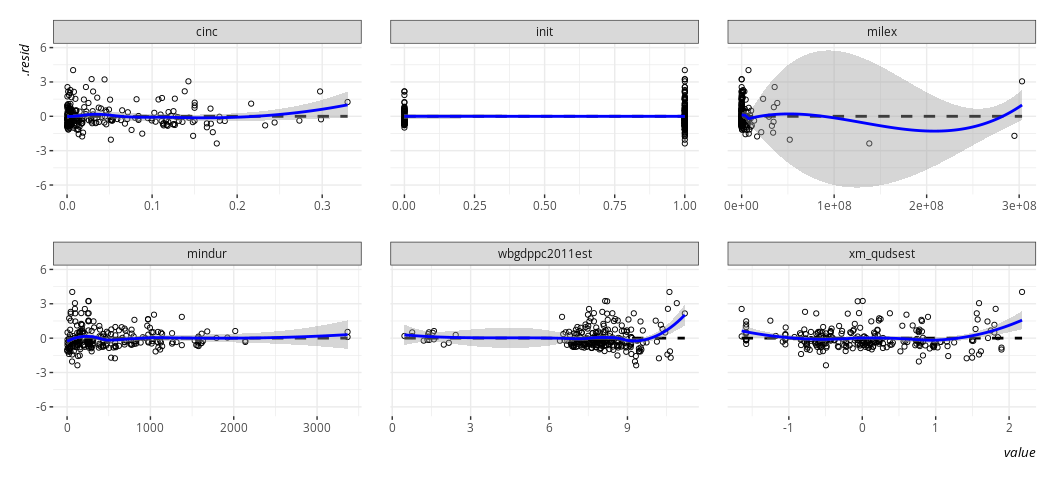 cinc
init
milex
.resid
6
3
0
-3
-6
0.0
0.1
0.2
0.3
0.00
0.25
0.50
0.75
1.00
0e+00
1e+08
2e+08
3e+08
mindur
wbgdppc2011est
xm_qudsest
6
3
0
-3
-6
0
1000
2000
3000
0
3
6
9
-1
0
1
2
value